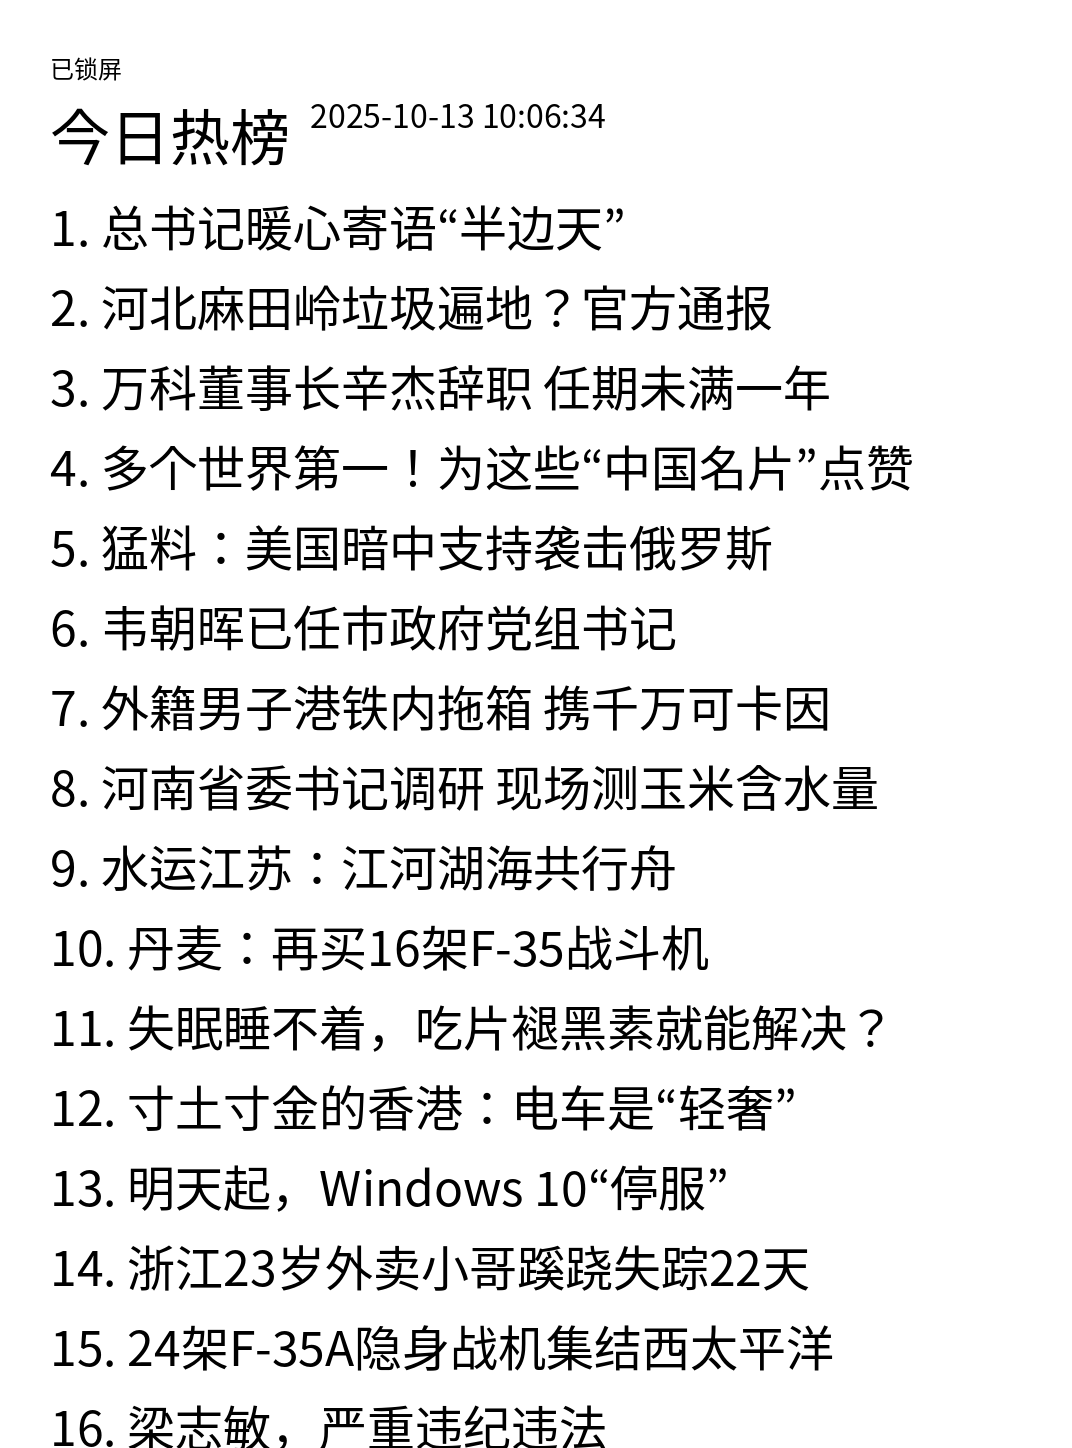 已锁屏
今日热榜 2025-10-13 10:06:34
1. 总书记暖心寄语“半边天”
2. 河北麻田岭垃圾遍地？官方通报
3. 万科董事长辛杰辞职 任期未满一年
4. 多个世界第一！为这些“中国名片”点赞
5. 猛料：美国暗中支持袭击俄罗斯
6. 韦朝晖已任市政府党组书记
7. 外籍男子港铁内拖箱 携千万可卡因
8. 河南省委书记调研 现场测玉米含水量
9. 水运江苏：江河湖海共行舟
10. 丹麦：再买16架F-35战斗机
11. 失眠睡不着，吃片褪黑素就能解决？
12. 寸土寸金的香港：电车是“轻奢”
13. 明天起，Windows 10“停服”
14. 浙江23岁外卖小哥蹊跷失踪22天
15. 24架F-35A隐身战机集结西太平洋
16. 梁志敏，严重违纪违法